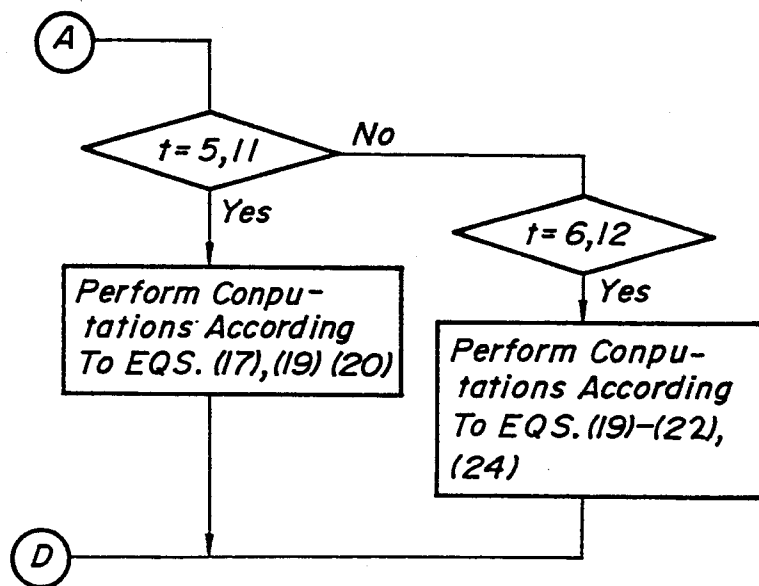 A
t=5,11
No
Yes
t=6,12
Yes
Perform Conpu-
tations According
To EQS. (17),(19) (20)
Perform Conpu-
tations According
To EQS. (19)-(22),
(24)
D